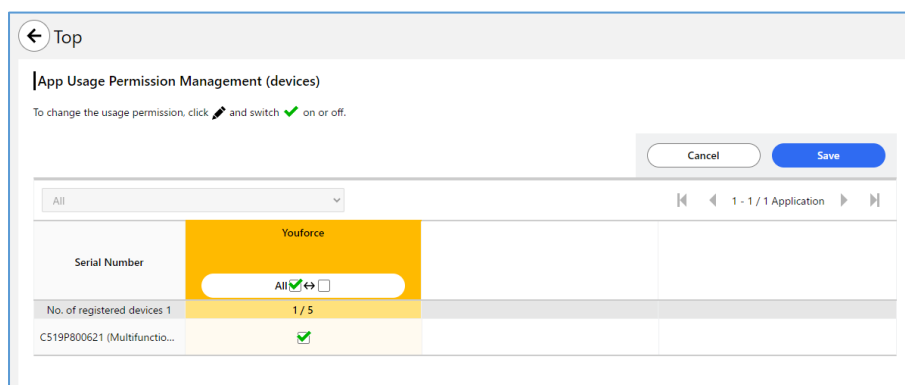 Top
App Usage Permission Management (devices)
To change the usage permission, click and switch on or off.
Cancel
Save
All
1 - 1 / 1 Application
Serial Number
Youforce
All
No. of registered devices 1
1 / 5
C519P800621 (Multifunctio...